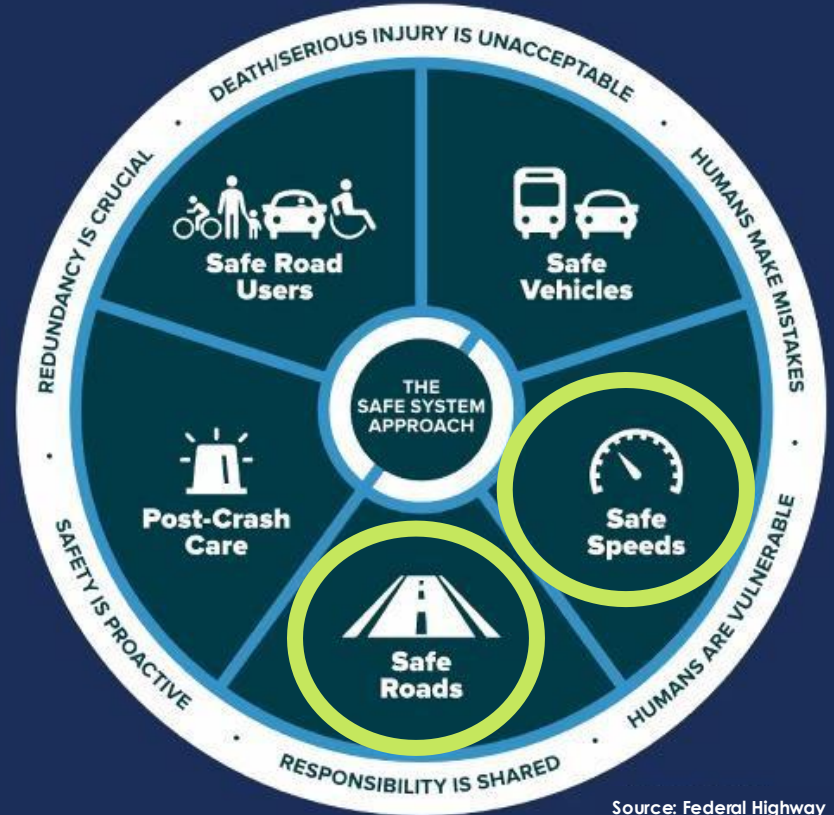 DEATH/SERIOUS INJURY IS UNACCEPTABLE
HUMANS MAKE MISTAKES
HUMANS ARE VULNERABLE
RESPONSIBILITY IS SHARED
SAFETY IS PROACTIVE
REDUNDANCY IS CRUCIAL
Safe Road
Users
Safe
Vehicles
THE
SAFE SYSTEM
APPROACH
Post-Crash
Care
Safe
Speeds
Safe
Roads
Source: Federal Highway